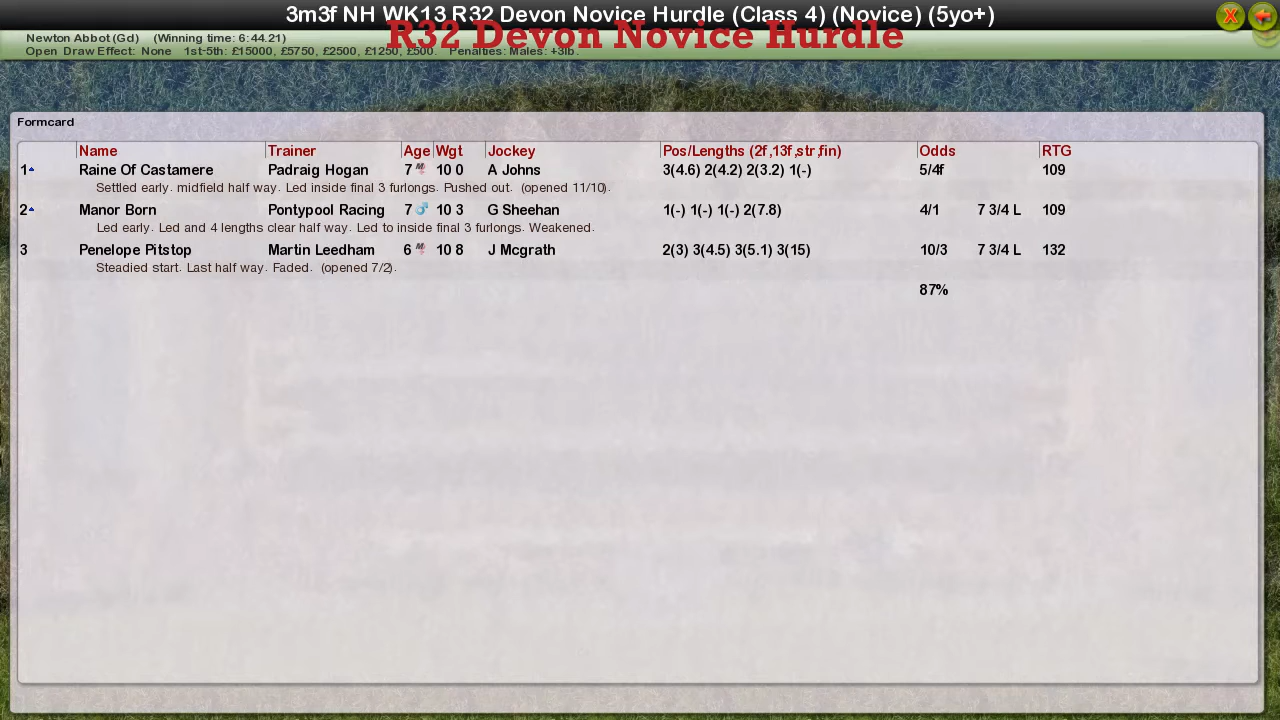 3m3f NH WK13 R32 Devon Novice Hurdle (Class 4) (Novice) (5yo+)
R32 Devon Novice Hurdle
Newton Abbot (Gd) (Winning time: 6:44.21)
Open Draw Effect: None 1st-5th: £15000, £5750, £2500, £1250, £500. Penalties: Males: +3lb.
Formcard
Name Trainer Age Wgt Jockey Pos/Lengths (2f,13f,str,fin) Odds RTG
1 Raine Of Castamere Padraig Hogan 7 M 10 0 A Johns 3(4.6) 2(4.2) 2(3.2) 1(-) 5/4f 109
Settled early. midfield half way. Led inside final 3 furlongs. Pushed out. (opened 11/10).
2 Manor Born Pontypool Racing 7 10 3 G Sheehan 1(-) 1(-) 1(-) 2(7.8) 4/1 7 3/4 L 109
Led early. Led and 4 lengths clear half way. Led to inside final 3 furlongs. Weakened.
3 Penelope Pitstop Martin Leedham 6 M 10 8 J Mcgrath 2(3) 3(4.5) 3(5.1) 3(15) 10/3 7 3/4 L 132
Steadied start. Last half way. Faded. (opened 7/2).
87%